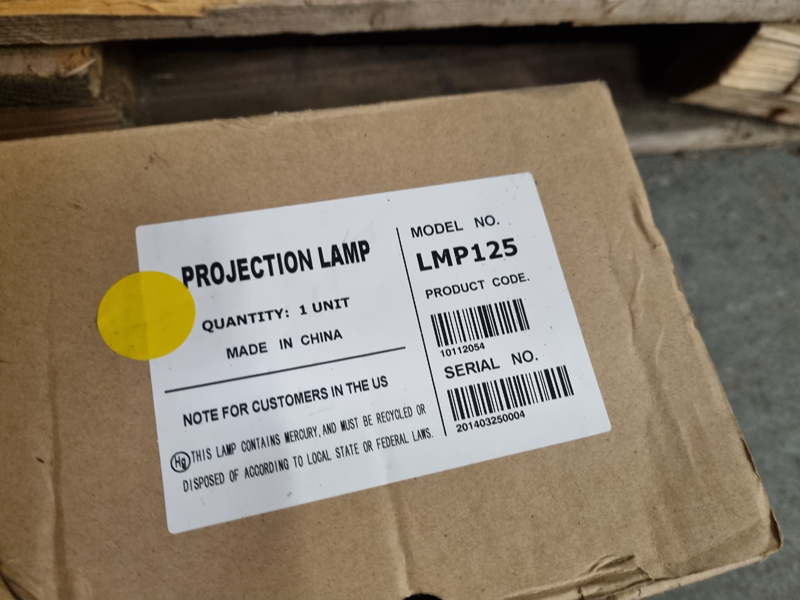 PROJECTION LAMP
QUANTITY: 1 UNIT
MADE IN CHINA
NOTE FOR CUSTOMERS IN THE US
Hg THIS LAMP CONTAINS MERCURY, AND MUST BE RECYCLED OR
DISPOSED OF ACCORDING TO LOCAL STATE OR FEDERAL LAWS.
MODEL NO.
LMP125
PRODUCT CODE.
10112054
SERIAL NO.
201403250004